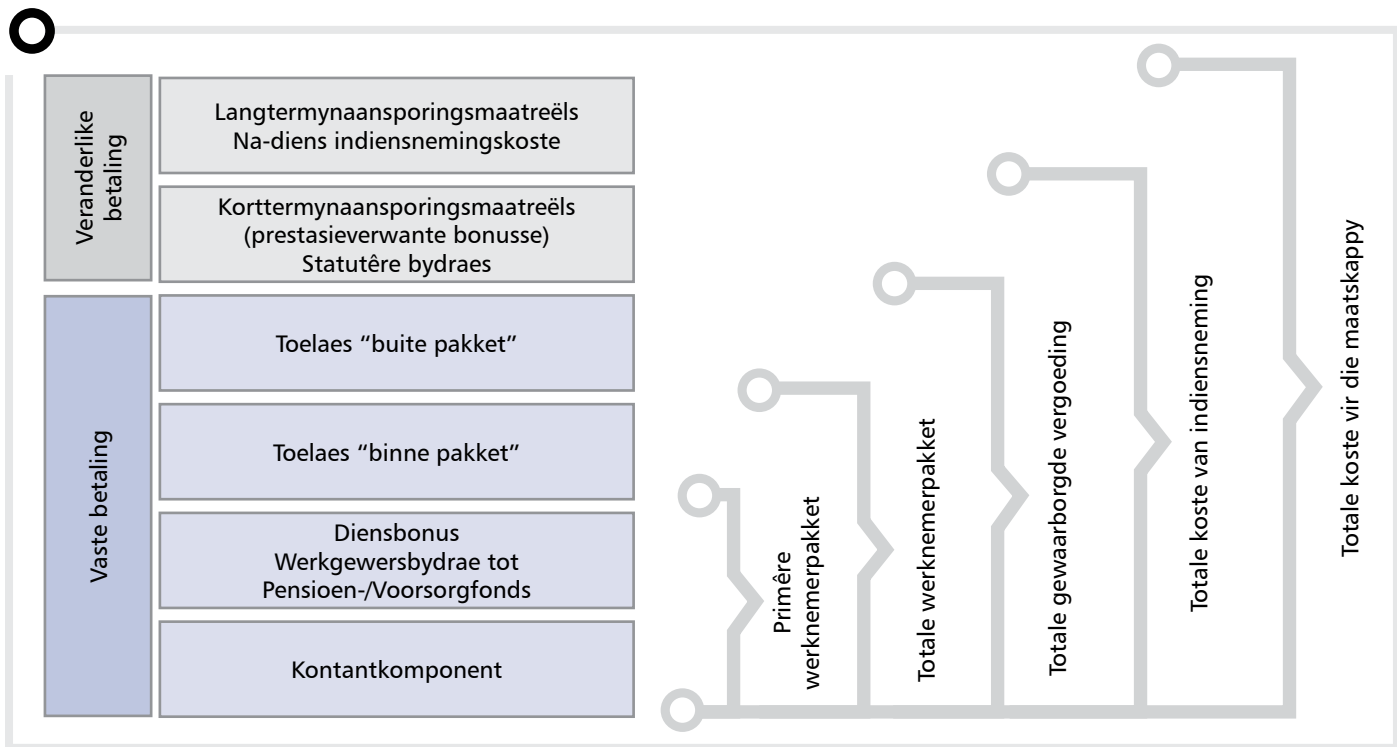 Veranderlike
betaling
Langtermynaansporingsmaatreëls
Na-diens indiensnemingskoste
Korttermynaansporingsmaatreëls
(prestasieverwante bonusse)
Statutêre bydraes
Vaste betaling
Toelaes “buite pakket”
Toelaes “binne pakket”
Diensbonus
Werkgewersbydrae tot
Pensioen-/Voorsorgfonds
Kontantkomponent
Primêre
werknemerpakket
Totale werknemerpakket
Totale gewaarborgde vergoeding
Totale koste van indiensneming
Totale koste vir die maatskappy